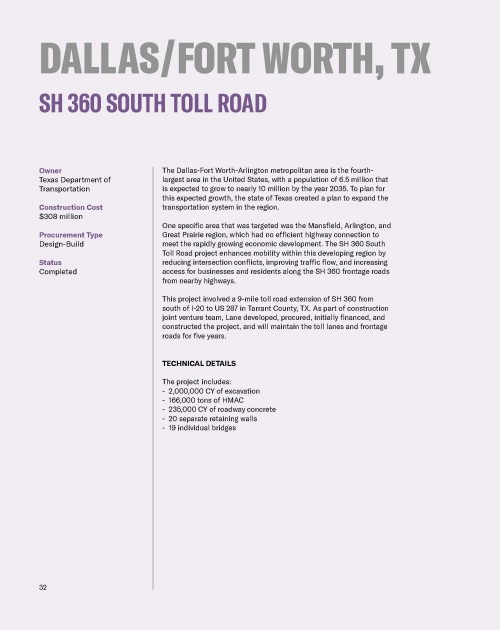 DALLAS/FORT WORTH, TX
SH 360 SOUTH TOLL ROAD
Owner
Texas Department of
Transportation
Construction Cost
$308 million
Procurement Type
Design-Build
Status
Completed
The Dallas-Fort Worth-Arlington metropolitan area is the fourth-
largest area in the United States, with a population of 6.5 million that
is expected to grow to nearly 10 million by the year 2035. To plan for
this expected growth, the state of Texas created a plan to expand the
transportation system in the region.
One specific area that was targeted was the Mansfield, Arlington, and
Great Prairie region, which had no efficient highway connection to
meet the rapidly growing economic development. The SH 360 South
Toll Road project enhances mobility within this developing region by
reducing intersection conflicts, improving traffic flow, and increasing
access for businesses and residents along the SH 360 frontage roads
from nearby highways.
This project involved a 9-mile toll road extension of SH 360 from
south of I-20 to US 287 in Tarrant County, TX. As part of construction
joint venture team, Lane developed, procured, initially financed, and
constructed the project, and will maintain the toll lanes and frontage
roads for five years.
TECHNICAL DETAILS
The project includes:
- 2,000,000 CY of excavation
- 166,000 tons of HMAC
- 235,000 CY of roadway concrete
- 20 separate retaining walls
- 19 individual bridges
32